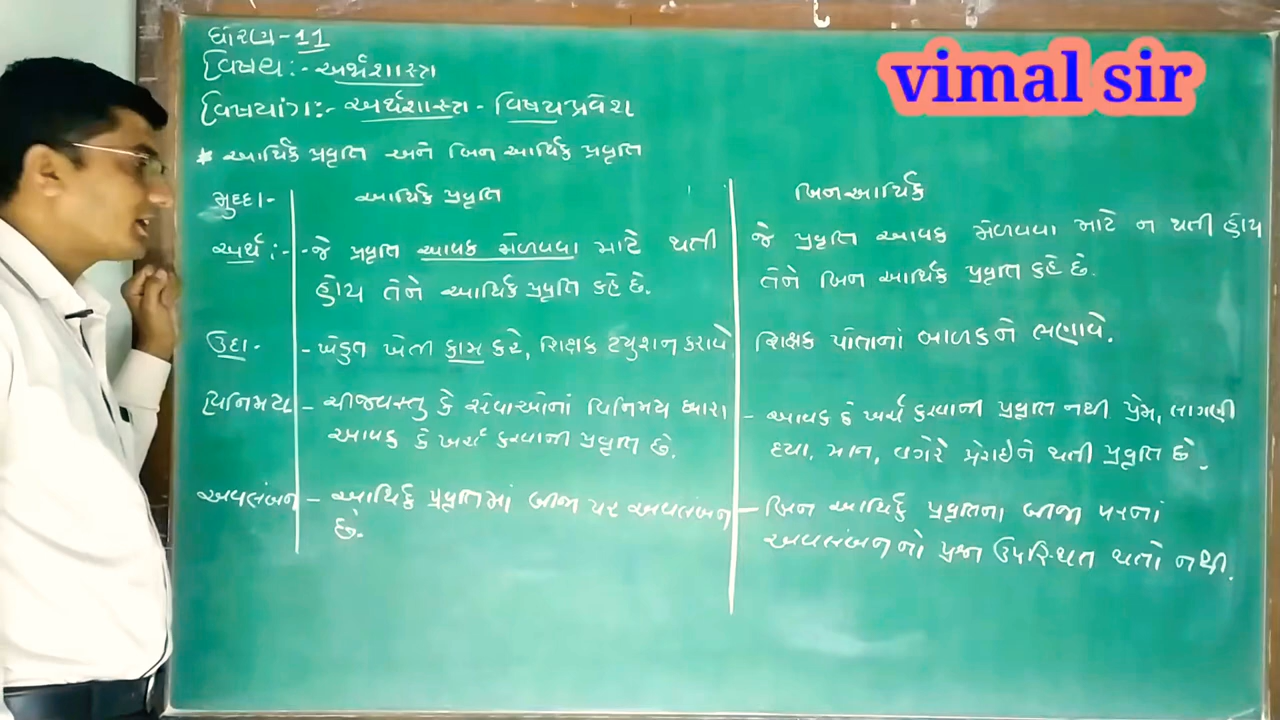 ધોરણ-11
vimal sir
વિષય:- અર્થશાસ્ત્ર
વિષયાંગ:- અર્થશાસ્ત્ર - વિષયપ્રવેશ
* આર્થિક પ્રવૃતિ અને બિન આર્થિક પ્રવૃતિ
મુદ્દા- આર્થિક પ્રવૃતિ બિનઆર્થિક
અર્થ:- - જે પ્રવૃતિ આવક મેળવવા માટે થતી
હોય તેને આર્થિક પ્રવૃતિ કહે છે.
જે પ્રવૃતિ આવક મેળવવા માટે ન થતી હોય
તેને બિન આર્થિક પ્રવૃતિ કહે છે.
ઉદા. - ખેડુત ખેતી કામ કરે, શિક્ષક ટયુશન કરાવે
શિક્ષક પોતાનાં બાળકને ભણાવે.
વિનિમય - ચીજવસ્તુ કે સેવાઓનાં વિનિમય દ્વારા
આવક કે ખર્ચ કરવાની પ્રવૃતિ છે.
- આવક કે ખર્ચ કરવાની પ્રવૃતિ નથી પ્રેમ, લાગણી
દયા, માન, વગેરે પ્રેરાઇને થતી પ્રવૃતિ છે.
અવલંબન - આર્થિક પ્રવૃતિમાં બીજા પર અવલંબન
છે.
- બિન આર્થિક પ્રવૃતિના બીજા પરનાં
અવલંબનનો પ્રશ્ન ઉપસ્થિત થતો નથી.